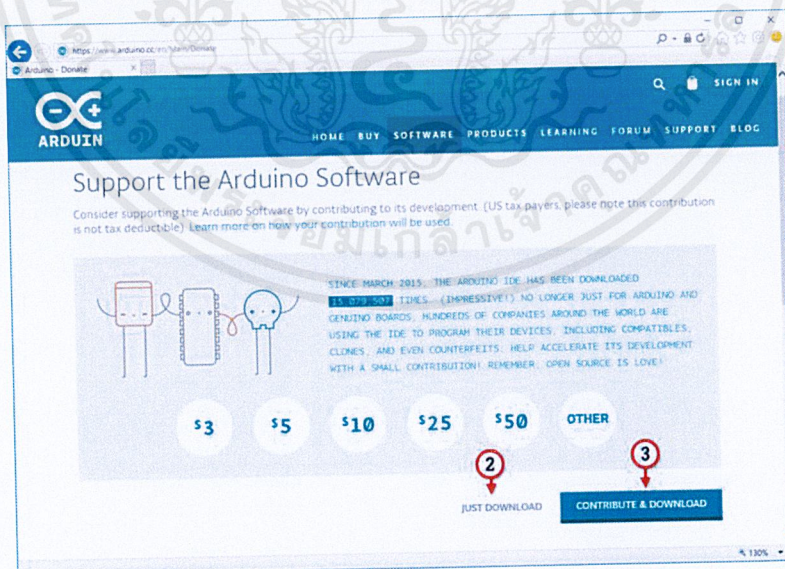 https://www.arduino.cc/en/Main/Donate
Arduino - Donate
SIGN IN
ARDUIN
HOME BUY SOFTWARE PRODUCTS LEARNING FORUM SUPPORT BLOG
Support the Arduino Software
Consider supporting the Arduino Software by contributing to its development. (US tax payers, please note this contribution
is not tax deductible). Learn more on how your contribution will be used.
SINCE MARCH 2015, THE ARDUINO IDE HAS BEEN DOWNLOADED
15,079,507 TIMES. (IMPRESSIVE!) NO LONGER JUST FOR ARDUINO AND
GENUINO BOARDS, HUNDREDS OF COMPANIES AROUND THE WORLD ARE
USING THE IDE TO PROGRAM THEIR DEVICES, INCLUDING COMPATIBLES,
CLONES, AND EVEN COUNTERFEITS. HELP ACCELERATE ITS DEVELOPMENT
WITH A SMALL CONTRIBUTION! REMEMBER: OPEN SOURCE IS LOVE!
$3 $5 $10 $25 $50 OTHER
2 3
JUST DOWNLOAD CONTRIBUTE & DOWNLOAD
130%